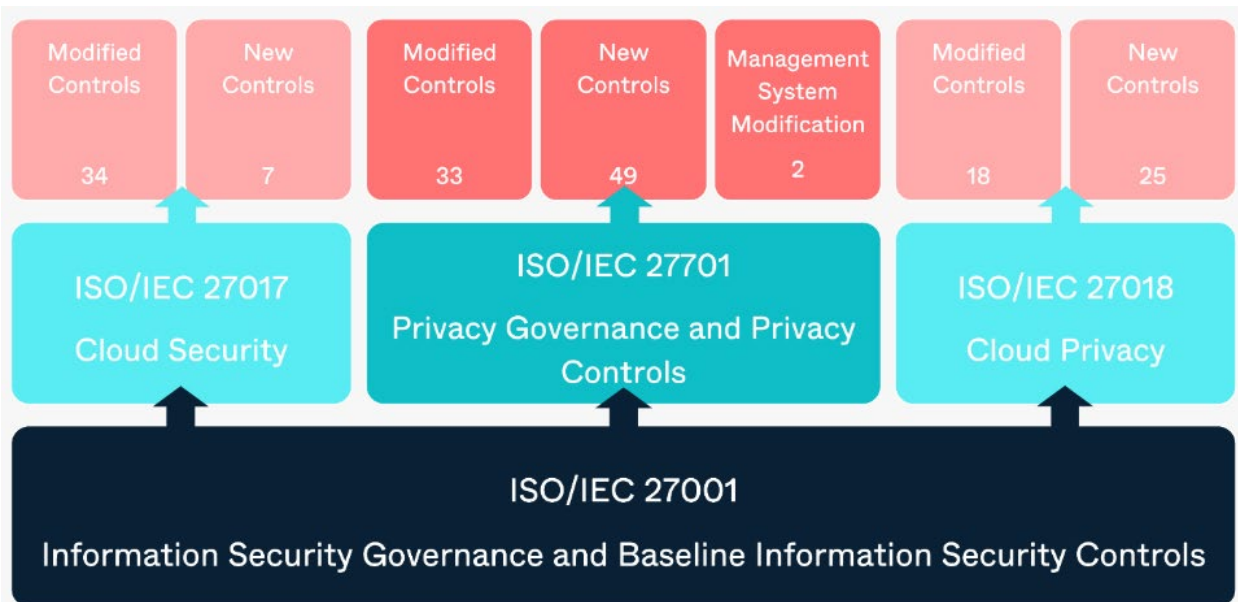 Modified
Controls
34
New
Controls
7
Modified
Controls
33
New
Controls
49
Management
System
Modification
2
Modified
Controls
18
New
Controls
25
ISO/IEC 27017
Cloud Security
ISO/IEC 27701
Privacy Governance and Privacy
Controls
ISO/IEC 27018
Cloud Privacy
ISO/IEC 27001
Information Security Governance and Baseline Information Security Controls